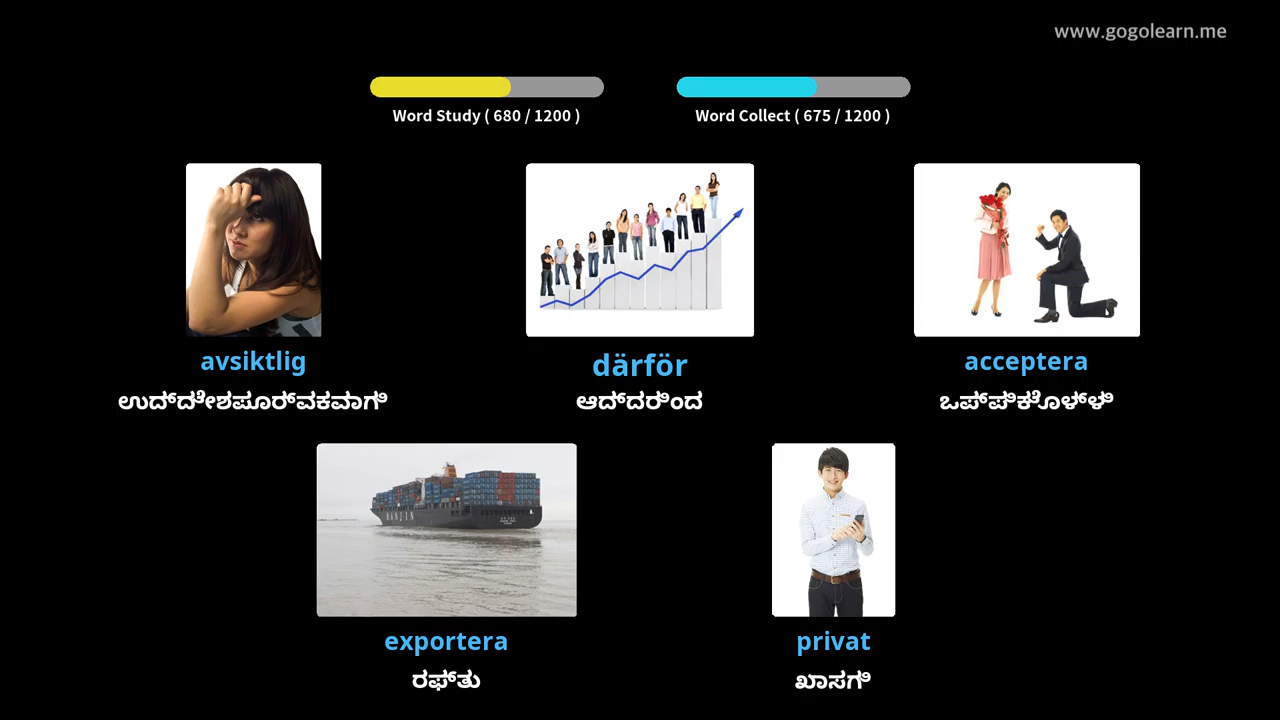 www.gogolearn.me
Word Study ( 680 / 1200 )
Word Collect ( 675 / 1200 )
avsiktlig
därför
acceptera
ಉದ್ದೇಶಪೂರ್ವಕವಾಗಿ
ಆದ್ದರಿಂದ
ಒಪ್ಪಿಕೊಳ್ಳಿ
HANJIN
exportera
privat
ರಫ್ತು
ಖಾಸಗಿ